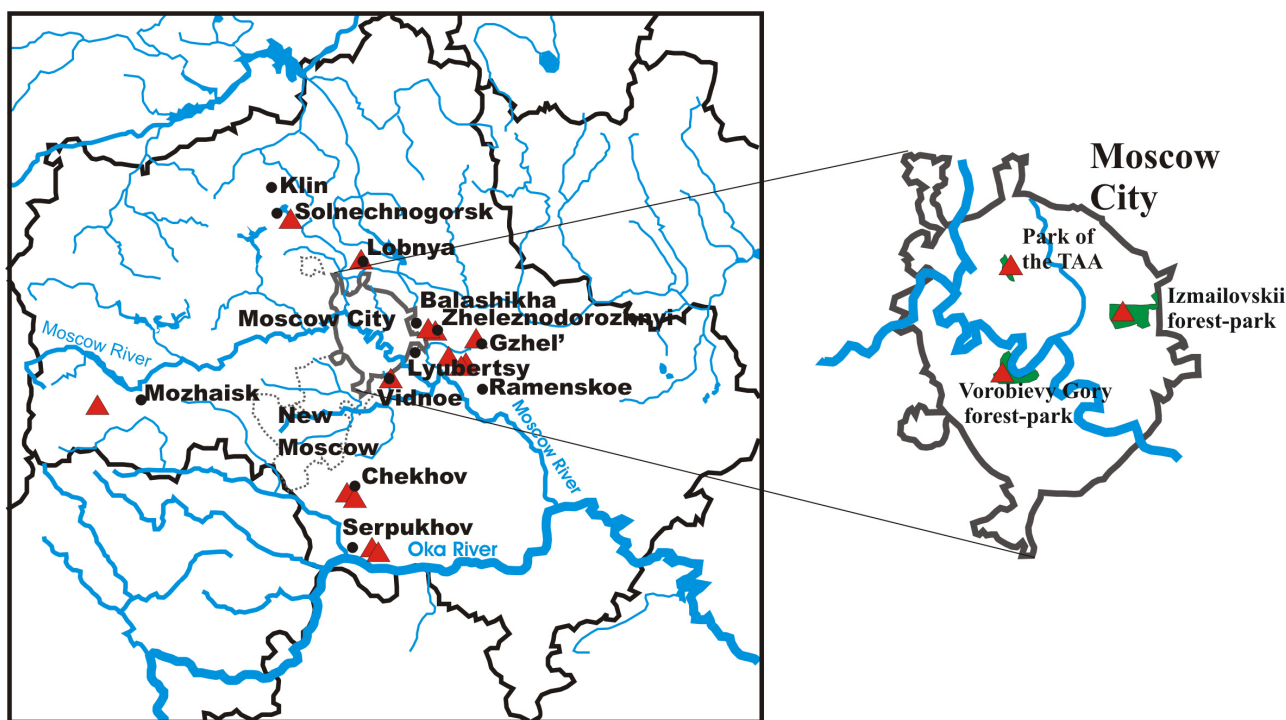 Klin
Solnechnogorsk
Lobnya
Balashikha
Moscow City
Zheleznodorozhnyi
Gzhel'
Moscow River
Lyubertsy
Ramenskoe
Mozhaisk
Vidnoe
New
Moscow
Moscow River
Chekhov
Serpukhov
Oka River
Moscow
City
Park of
the TAA
Izmailovskii
forest-park
Vorobievy Gory
forest-park